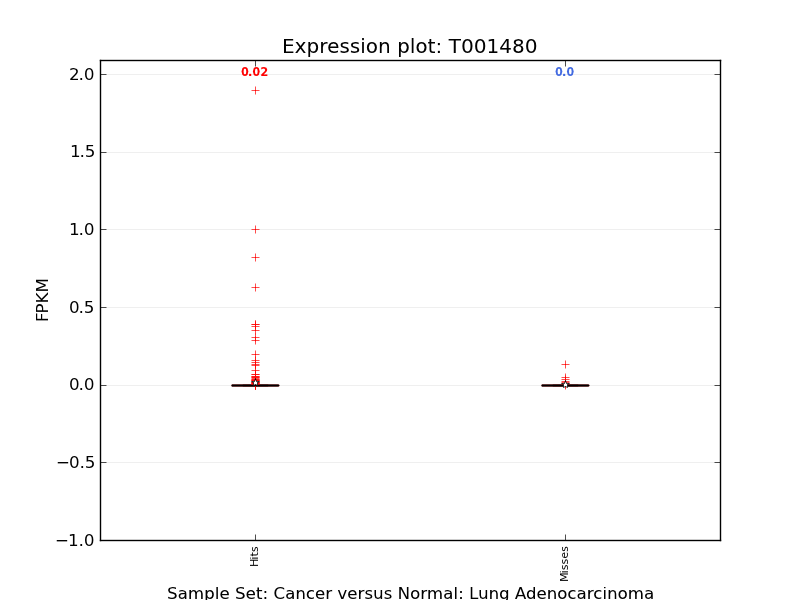 Expression plot: T001480
0.02
0.0
2.0
1.5
1.0
0.5
0.0
−0.5
−1.0
FPKM
Hits
Misses
Sample Set: Cancer versus Normal: Lung Adenocarcinoma